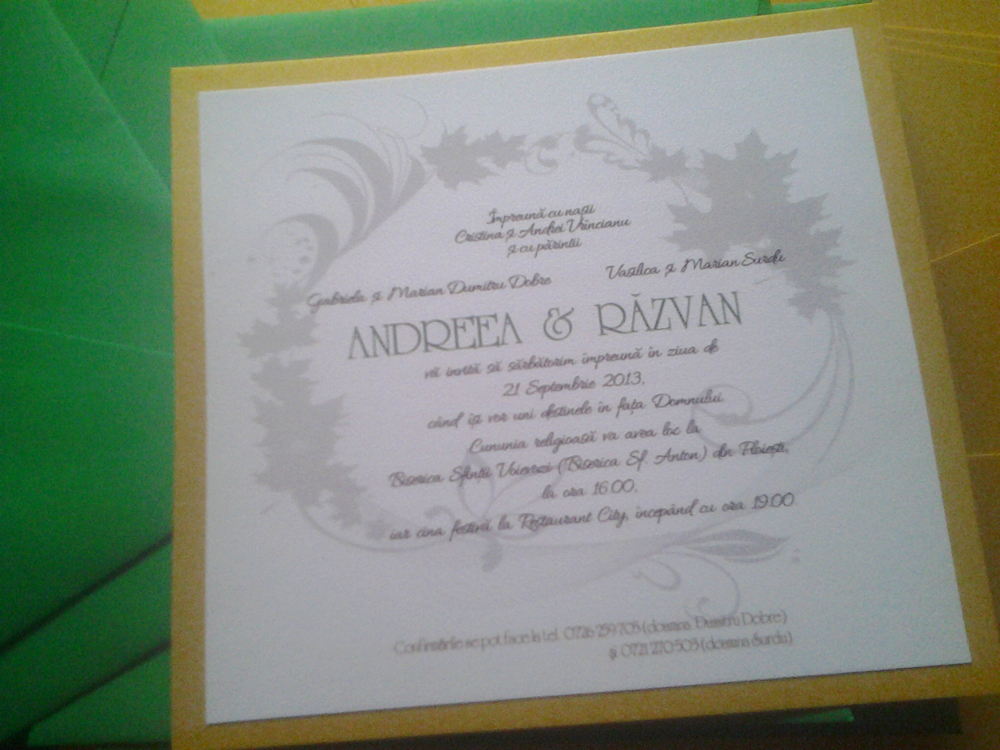 Împreună cu nașii
Cristina și Andrei Vrîncianu
și cu părinții
Gabriela și Marian Dumitru Dobre
Vasilica și Marian Surdu
ANDREEA & RĂZVAN
vă invită să sărbătorim împreună în ziua de
21 Septembrie 2013,
când își vor uni destinele în fața Domnului.
Cununia religioasă va avea loc la
Biserica Sfinții Voievozi (Biserica Sf. Anton) din Ploiești,
la ora 16.00,
iar cina festivă la Restaurant City, începând cu ora 19.00.
Confirmările se pot face la tel. 0726 259 703 (doamna Dumitru Dobre)
și 0721 270 503 (doamna Surdu)